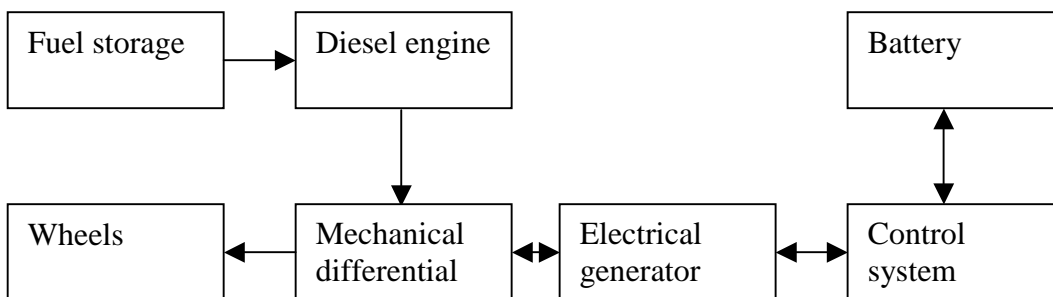 Fuel storage
Diesel engine
Battery
Wheels
Mechanical
differential
Electrical
generator
Control
system